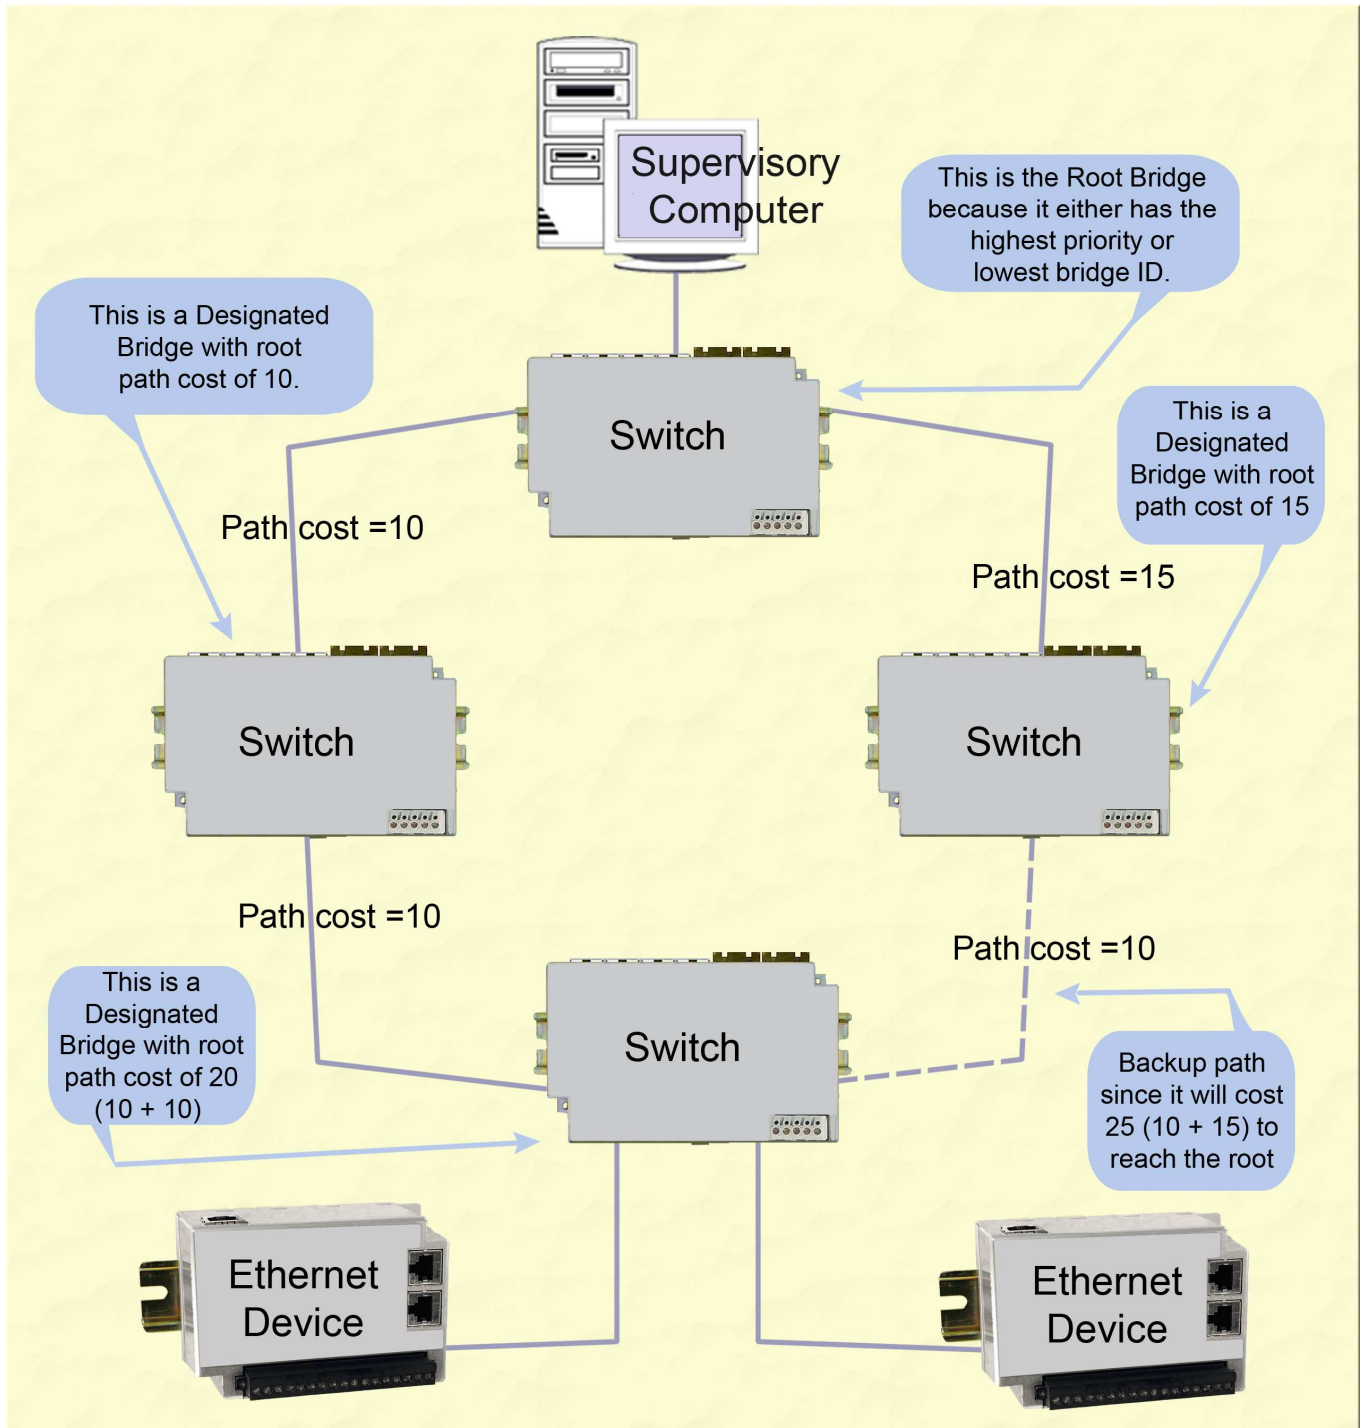 Supervisory
Computer
This is the Root Bridge
because it either has the
highest priority or
lowest bridge ID.
This is a Designated
Bridge with root
path cost of 10.
Switch
This is a
Designated
Bridge with root
path cost of 15
Path cost =10
Path cost =15
Switch
Switch
Path cost =10
Path cost =10
This is a
Designated
Bridge with root
path cost of 20
(10 + 10)
Switch
Backup path
since it will cost
25 (10 + 15) to
reach the root
Ethernet
Device
Ethernet
Device